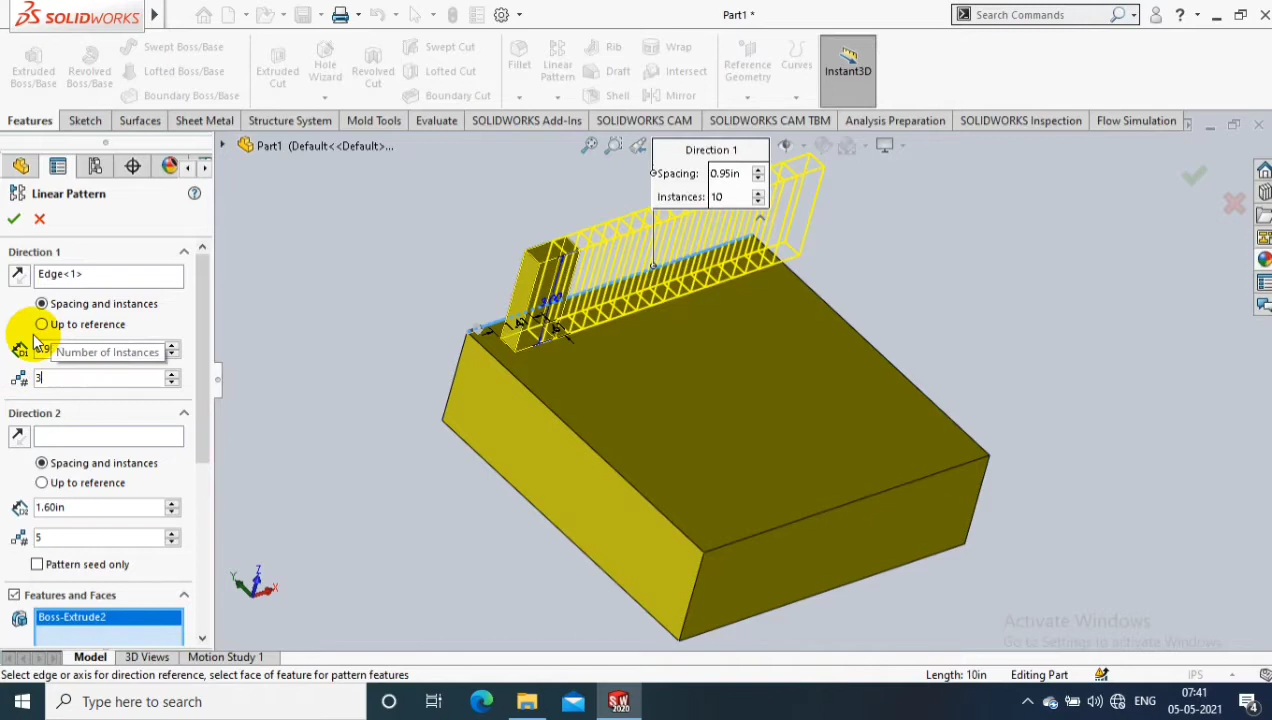 SOLIDWORKS
Part1 *
Search Commands
Extruded Boss/Base
Revolved Boss/Base
Swept Boss/Base
Lofted Boss/Base
Boundary Boss/Base
Extruded Cut
Hole Wizard
Revolved Cut
Swept Cut
Lofted Cut
Boundary Cut
Fillet
Linear Pattern
Rib
Draft
Shell
Wrap
Intersect
Mirror
Reference Geometry
Curves
Instant3D
Features Sketch Surfaces Sheet Metal Structure System Mold Tools Evaluate SOLIDWORKS Add-Ins SOLIDWORKS CAM SOLIDWORKS CAM TBM Analysis Preparation SOLIDWORKS Inspection Flow Simulation
Part1 (Default<<Default>...
Direction 1
Spacing: 0.95in
Instances: 10
Linear Pattern
Direction 1
Edge<1>
Spacing and instances
Up to reference
Number of Instances
3
Direction 2
Spacing and instances
Up to reference
1.60in
5
Pattern seed only
Features and Faces
Boss-Extrude2
Y
Z
X
Activate Windows
Go to Settings to activate Windows.
Model 3D Views Motion Study 1
Select edge or axis for direction reference, select face of feature for pattern features
Length: 10in Editing Part IPS
Type here to search
SW
2020
ENG
07:41
05-05-2021
4